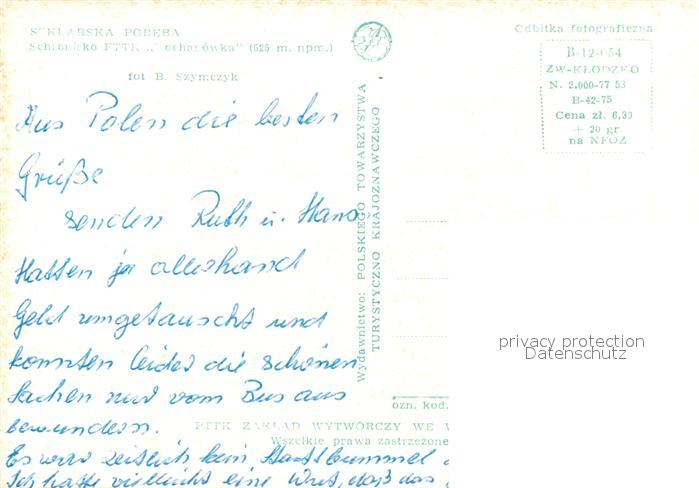 SZKLARSKA PORĘBA
Schronisko PTTK „Kocharówka" (525 m. npm.)
fot B. Szymczyk
Odbitka fotograficzna
B-12-054
ZW-KŁODZKO
N. 2.000-77 53
B-42-75
Cena zł. 6,30
+ 20 gr
na NFOZ
Wydawnictwo: POLSKIEGO TOWARZYSTWA
TURYSTYCZNO KRAJOZNAWCZEGO
Aus Polen die besten
Grüße
senden Ruth u. Hans
Hatten ja allerhand
Geld umgetauscht und
konnten leider die schönen
Sachen nur vom Bus aus
bewundern.
Es war zeitlich kein Stadtbummel
Ich hatte vielleicht eine Wut, daß das
privacy protection
Datenschutz
ozn. kod.
PTTK ZAKŁAD WYTWÓRCZY WE
Wszelkie prawa zastrzeżone